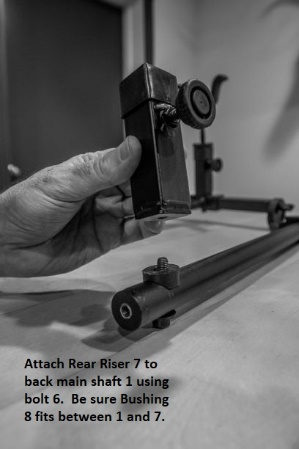 Attach Rear Riser 7 to
back main shaft 1 using
bolt 6.  Be sure Bushing
8 fits between 1 and 7.